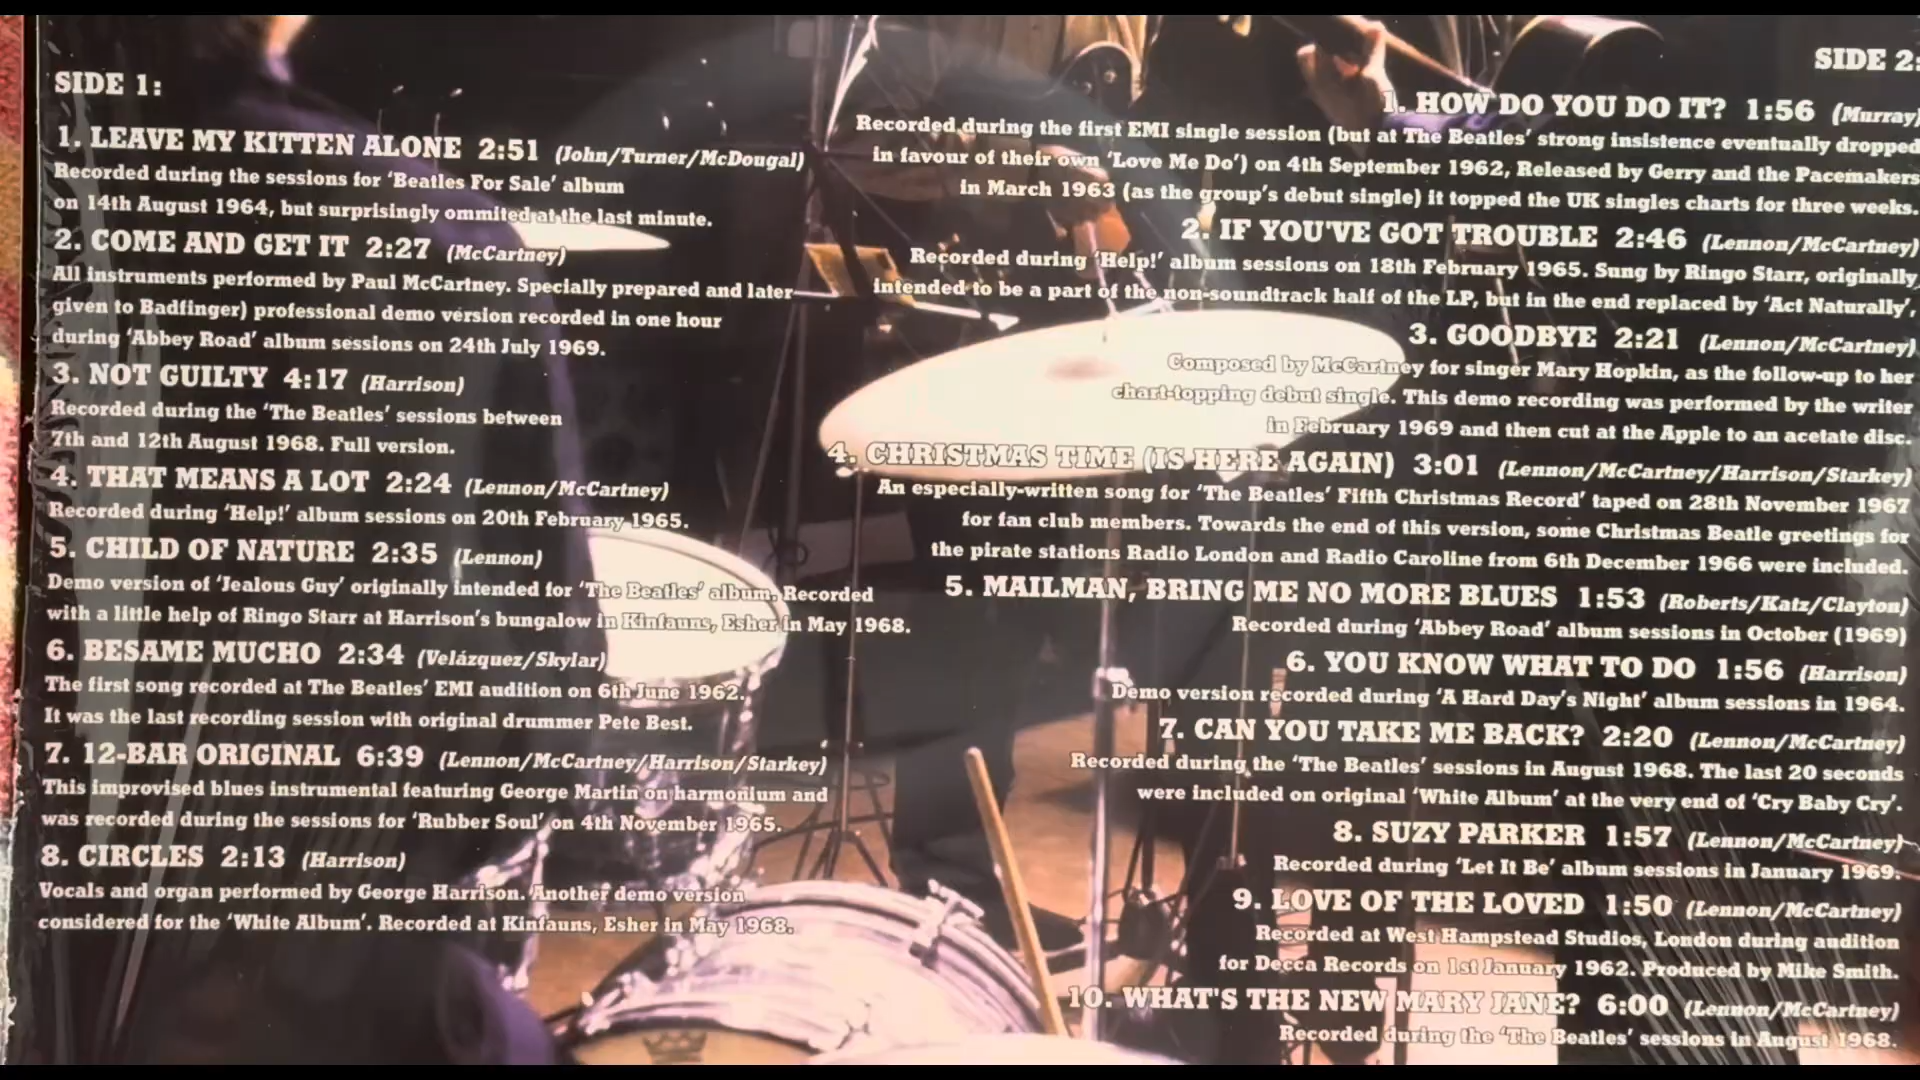 SIDE 1:
1. LEAVE MY KITTEN ALONE 2:51 (John/Turner/McDougal)
Recorded during the sessions for 'Beatles For Sale' album
on 14th August 1964, but surprisingly ommited at the last minute.
2. COME AND GET IT 2:27 (McCartney)
All instruments performed by Paul McCartney. Specially prepared and later
given to Badfinger) professional demo version recorded in one hour
during 'Abbey Road' album sessions on 24th July 1969.
3. NOT GUILTY 4:17 (Harrison)
Recorded during the 'The Beatles' sessions between
7th and 12th August 1968. Full version.
4. THAT MEANS A LOT 2:24 (Lennon/McCartney)
Recorded during 'Help!' album sessions on 20th February 1965.
5. CHILD OF NATURE 2:35 (Lennon)
Demo version of 'Jealous Guy' originally intended for 'The Beatles' album. Recorded
with a little help of Ringo Starr at Harrison's bungalow in Kinfauns, Esher in May 1968.
6. BESAME MUCHO 2:34 (Velázquez/Skylar)
The first song recorded at The Beatles' EMI audition on 6th June 1962.
It was the last recording session with original drummer Pete Best.
7. 12-BAR ORIGINAL 6:39 (Lennon/McCartney/Harrison/Starkey)
This improvised blues instrumental featuring George Martin on harmonium and
was recorded during the sessions for 'Rubber Soul' on 4th November 1965.
8. CIRCLES 2:13 (Harrison)
Vocals and organ performed by George Harrison. Another demo version
considered for the 'White Album'. Recorded at Kinfauns, Esher in May 1968.
SIDE 2:
1. HOW DO YOU DO IT? 1:56 (Murray)
Recorded during the first EMI single session (but at The Beatles' strong insistence eventually dropped
in favour of their own 'Love Me Do') on 4th September 1962, Released by Gerry and the Pacemakers
in March 1963 (as the group's debut single) it topped the UK singles charts for three weeks.
2. IF YOU'VE GOT TROUBLE 2:46 (Lennon/McCartney)
Recorded during 'Help!' album sessions on 18th February 1965. Sung by Ringo Starr, originally
intended to be a part of the non-soundtrack half of the LP, but in the end replaced by 'Act Naturally',
3. GOODBYE 2:21 (Lennon/McCartney)
Composed by McCartney for singer Mary Hopkin, as the follow-up to her
chart-topping debut single. This demo recording was performed by the writer
in February 1969 and then cut at the Apple to an acetate disc.
4. CHRISTMAS TIME (IS HERE AGAIN) 3:01 (Lennon/McCartney/Harrison/Starkey)
An especially-written song for 'The Beatles' Fifth Christmas Record' taped on 28th November 1967
for fan club members. Towards the end of this version, some Christmas Beatle greetings for
the pirate stations Radio London and Radio Caroline from 6th December 1966 were included.
5. MAILMAN, BRING ME NO MORE BLUES 1:53 (Roberts/Katz/Clayton)
Recorded during 'Abbey Road' album sessions in October (1969)
6. YOU KNOW WHAT TO DO 1:56 (Harrison)
Demo version recorded during 'A Hard Day's Night' album sessions in 1964.
7. CAN YOU TAKE ME BACK? 2:20 (Lennon/McCartney)
Recorded during the 'The Beatles' sessions in August 1968. The last 20 seconds
were included on original 'White Album' at the very end of 'Cry Baby Cry'.
8. SUZY PARKER 1:57 (Lennon/McCartney)
Recorded during 'Let It Be' album sessions in January 1969.
9. LOVE OF THE LOVED 1:50 (Lennon/McCartney)
Recorded at West Hampstead Studios, London during audition
for Decca Records on 1st January 1962. Produced by Mike Smith.
10. WHAT'S THE NEW MARY JANE? 6:00 (Lennon/McCartney)
Recorded during the 'The Beatles' sessions in August 1968.